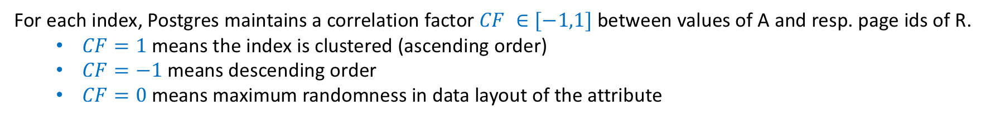 For each index, Postgres maintains a correlation factor CF ∈ [−1,1] between values of A and resp. page ids of R.
• CF = 1 means the index is clustered (ascending order)
• CF = −1 means descending order
• CF = 0 means maximum randomness in data layout of the attribute